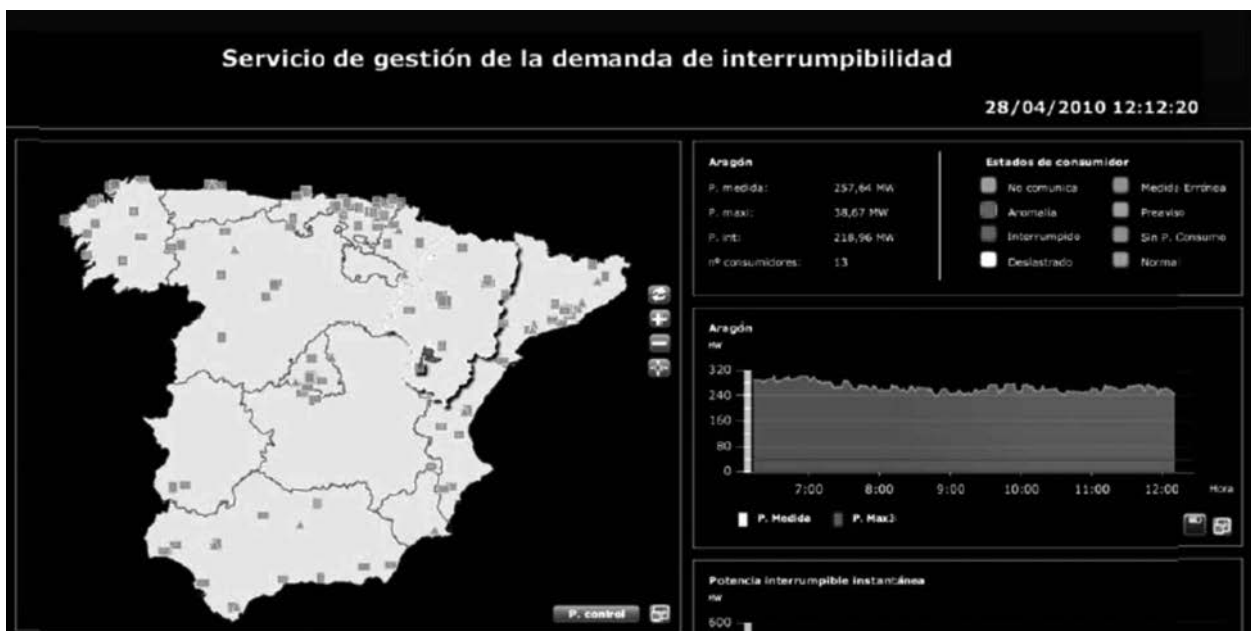 Servicio de gestión de la demanda de interrumpibilidad
28/04/2010 12:12:20
Aragón
P. medida: 257,64 MW
P. maxi: 38,67 MW
P. int: 218,96 MW
nº consumidores: 13
Estados de consumidor
No comunica
Medida Errónea
Anomalía
Preaviso
Interrumpido
Sin P. Consumo
Deslastrado
Normal
Aragón
MW
320
240
160
80
0
7:00 8:00 9:00 10:00 11:00 12:00 Hora
P. Medida P. Max3
P. control
Potencia interrumpible instantánea
MW
600